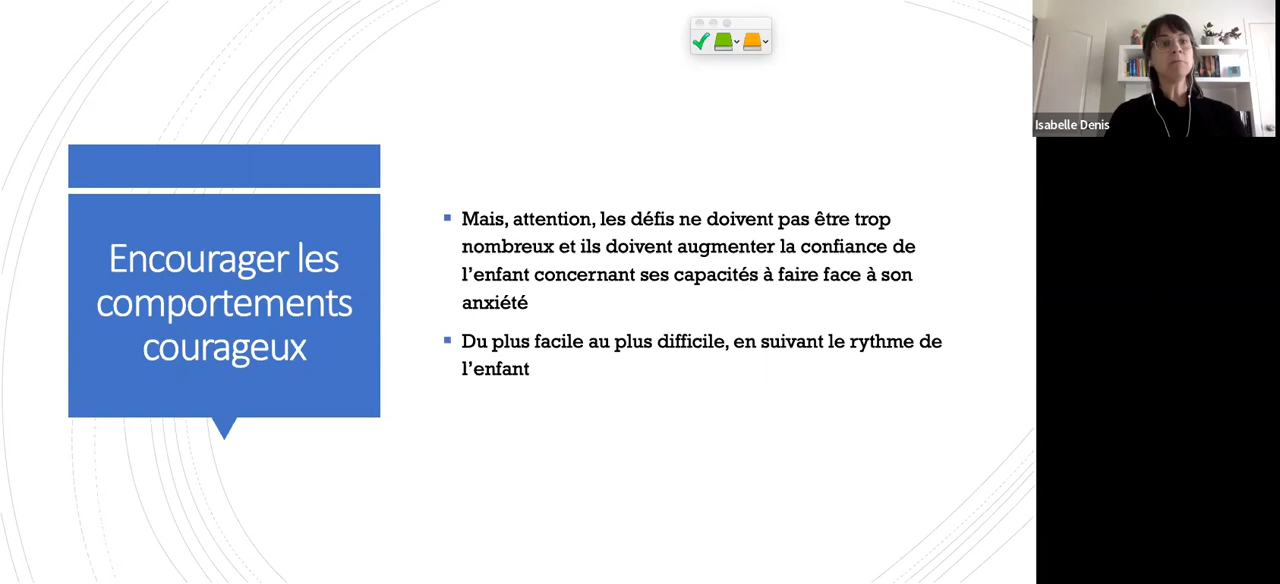 Isabelle Denis
Encourager les
comportements
courageux
Mais, attention, les défis ne doivent pas être trop
nombreux et ils doivent augmenter la confiance de
l’enfant concernant ses capacités à faire face à son
anxiété
Du plus facile au plus difficile, en suivant le rythme de
l’enfant